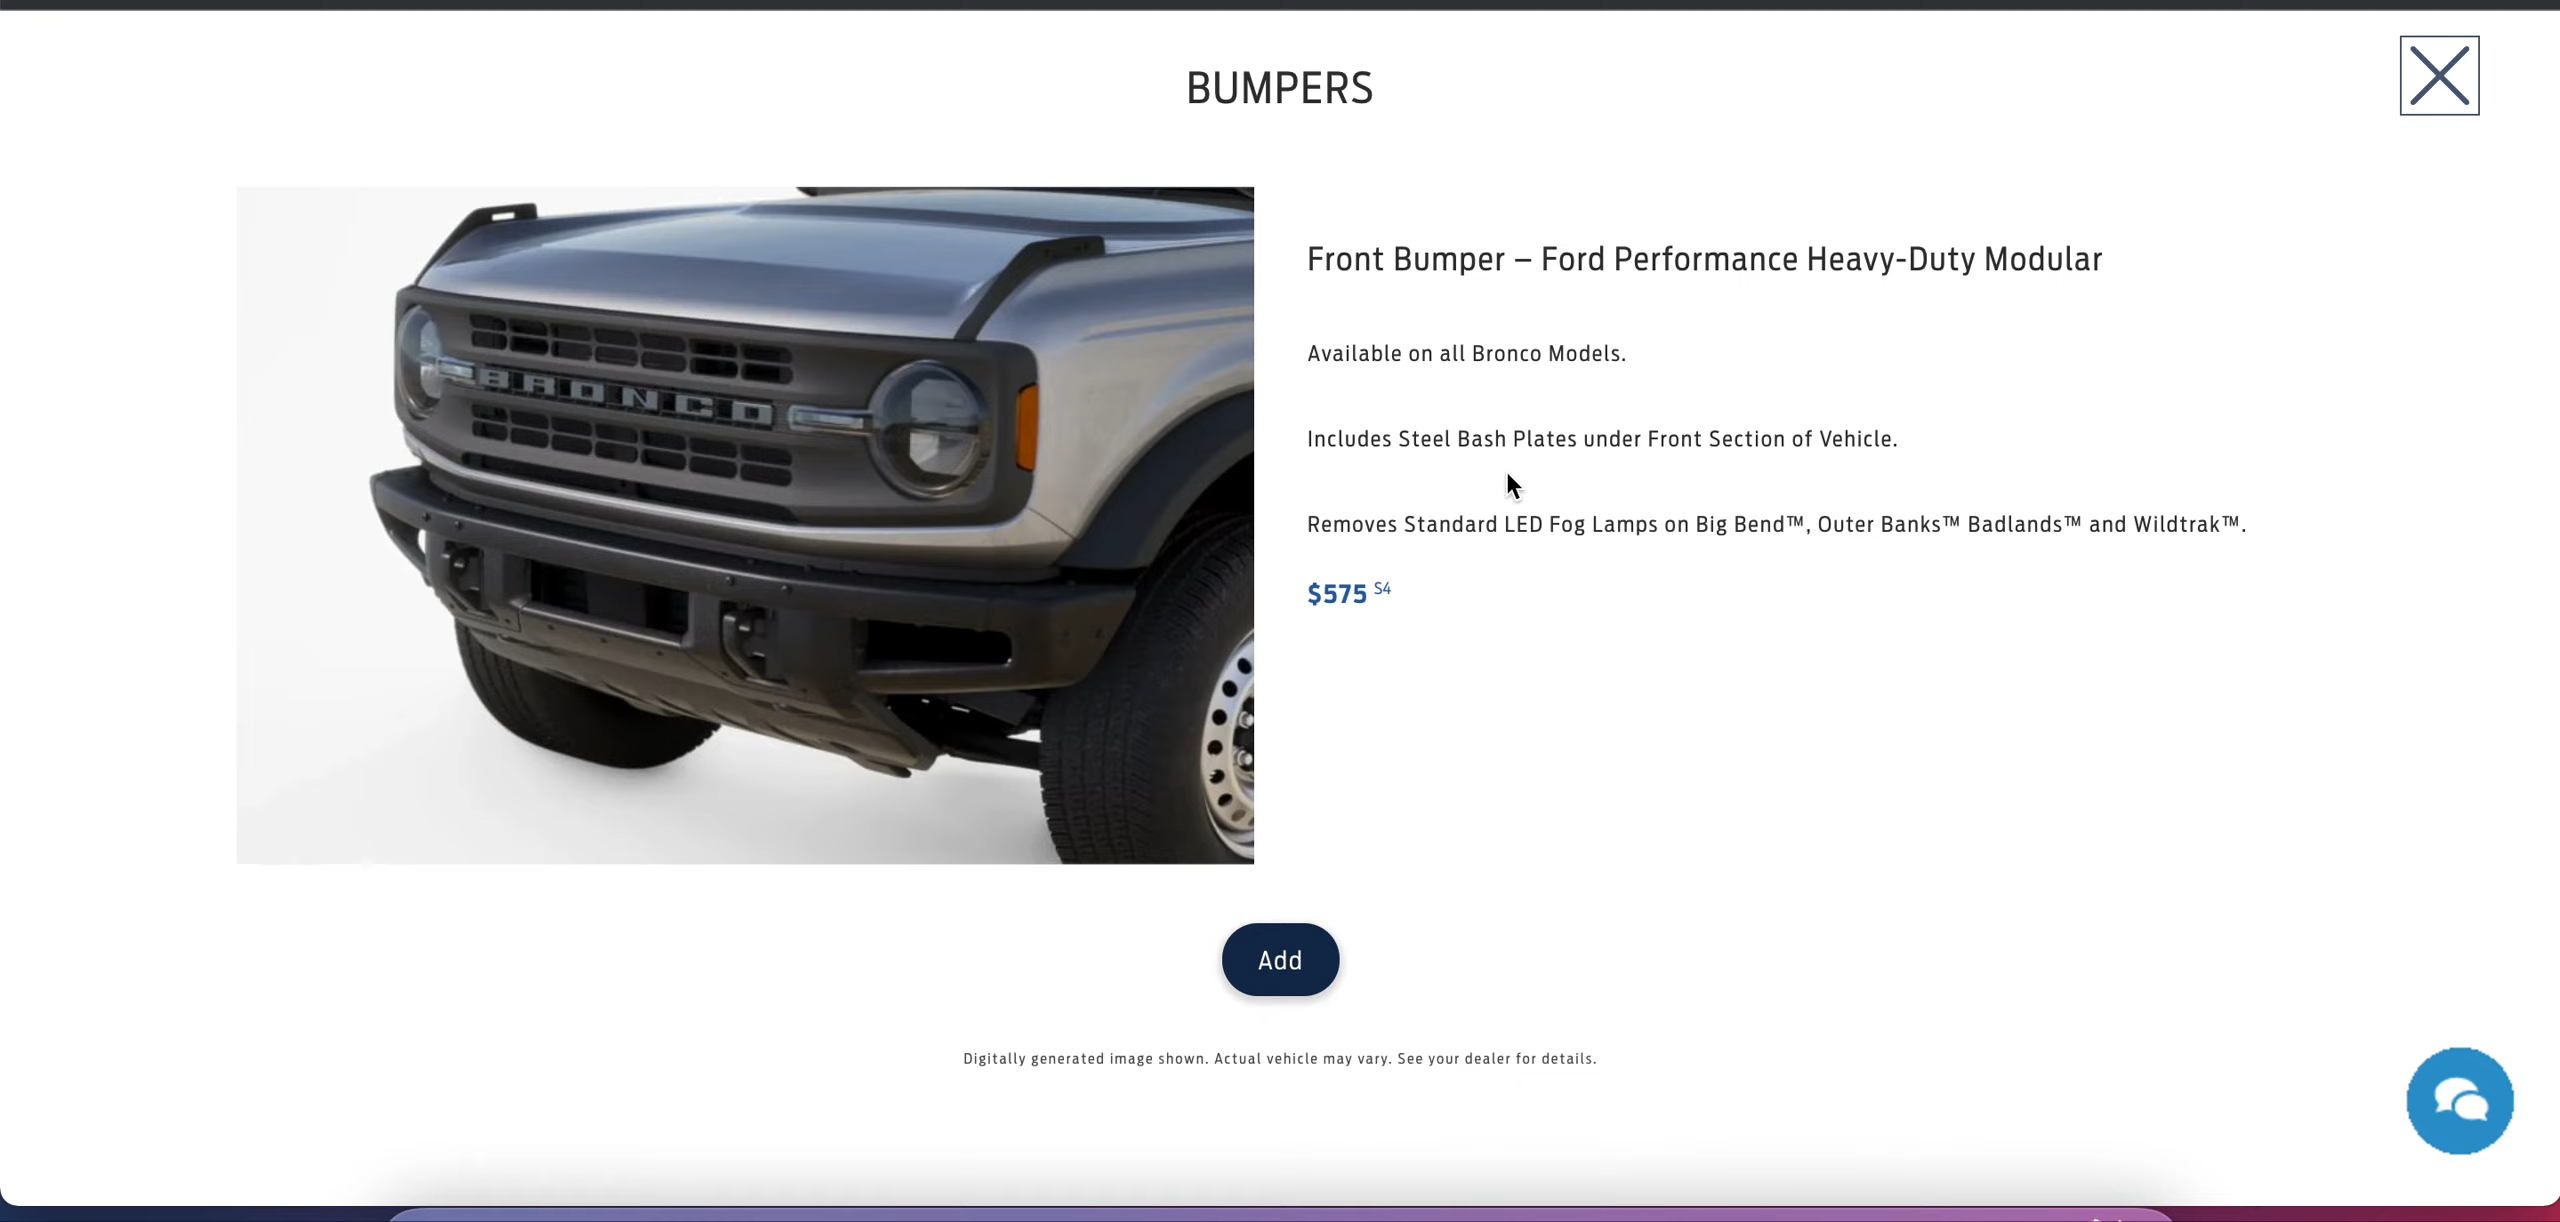 BUMPERS
BRONCO
Front Bumper – Ford Performance Heavy-Duty Modular
Available on all Bronco Models.
Includes Steel Bash Plates under Front Section of Vehicle.
Removes Standard LED Fog Lamps on Big Bend™, Outer Banks™ Badlands™ and Wildtrak™.
$575 S4
Add
Digitally generated image shown. Actual vehicle may vary. See your dealer for details.